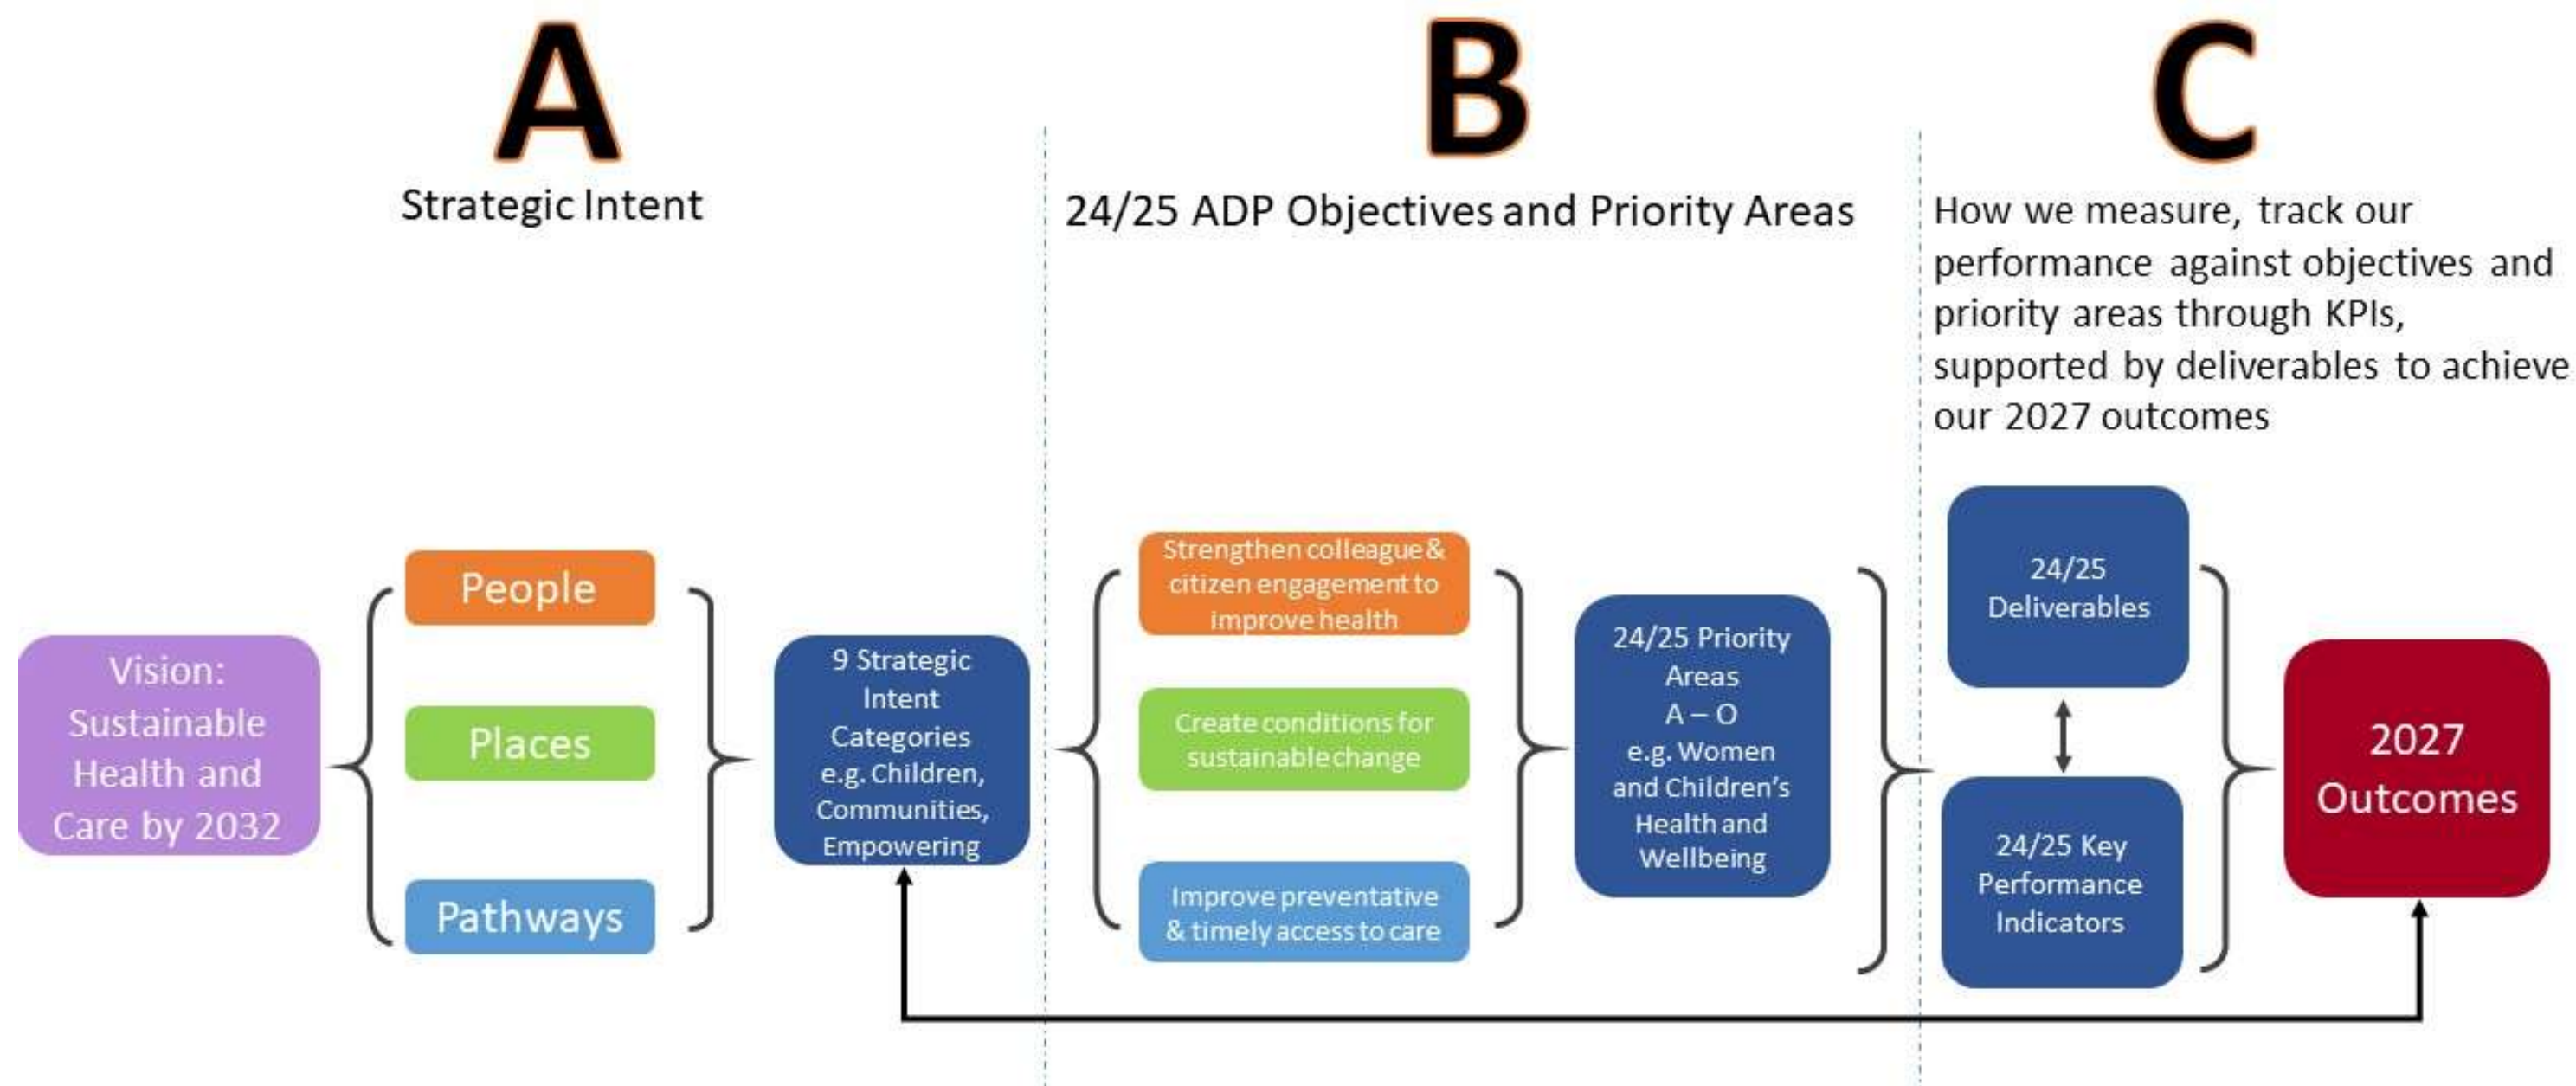 A
Strategic Intent
B
24/25 ADP Objectives and Priority Areas
C
How we measure, track our
performance against objectives and
priority areas through KPIs,
supported by deliverables to achieve
our 2027 outcomes
Vision:
Sustainable
Health and
Care by 2032
People
Places
Pathways
9 Strategic
Intent
Categories
e.g. Children,
Communities,
Empowering
Strengthen colleague &
citizen engagement to
improve health
Create conditions for
sustainable change
Improve preventative
& timely access to care
24/25 Priority
Areas
A – O
e.g. Women
and Children's
Health and
Wellbeing
24/25
Deliverables
24/25 Key
Performance
Indicators
2027
Outcomes